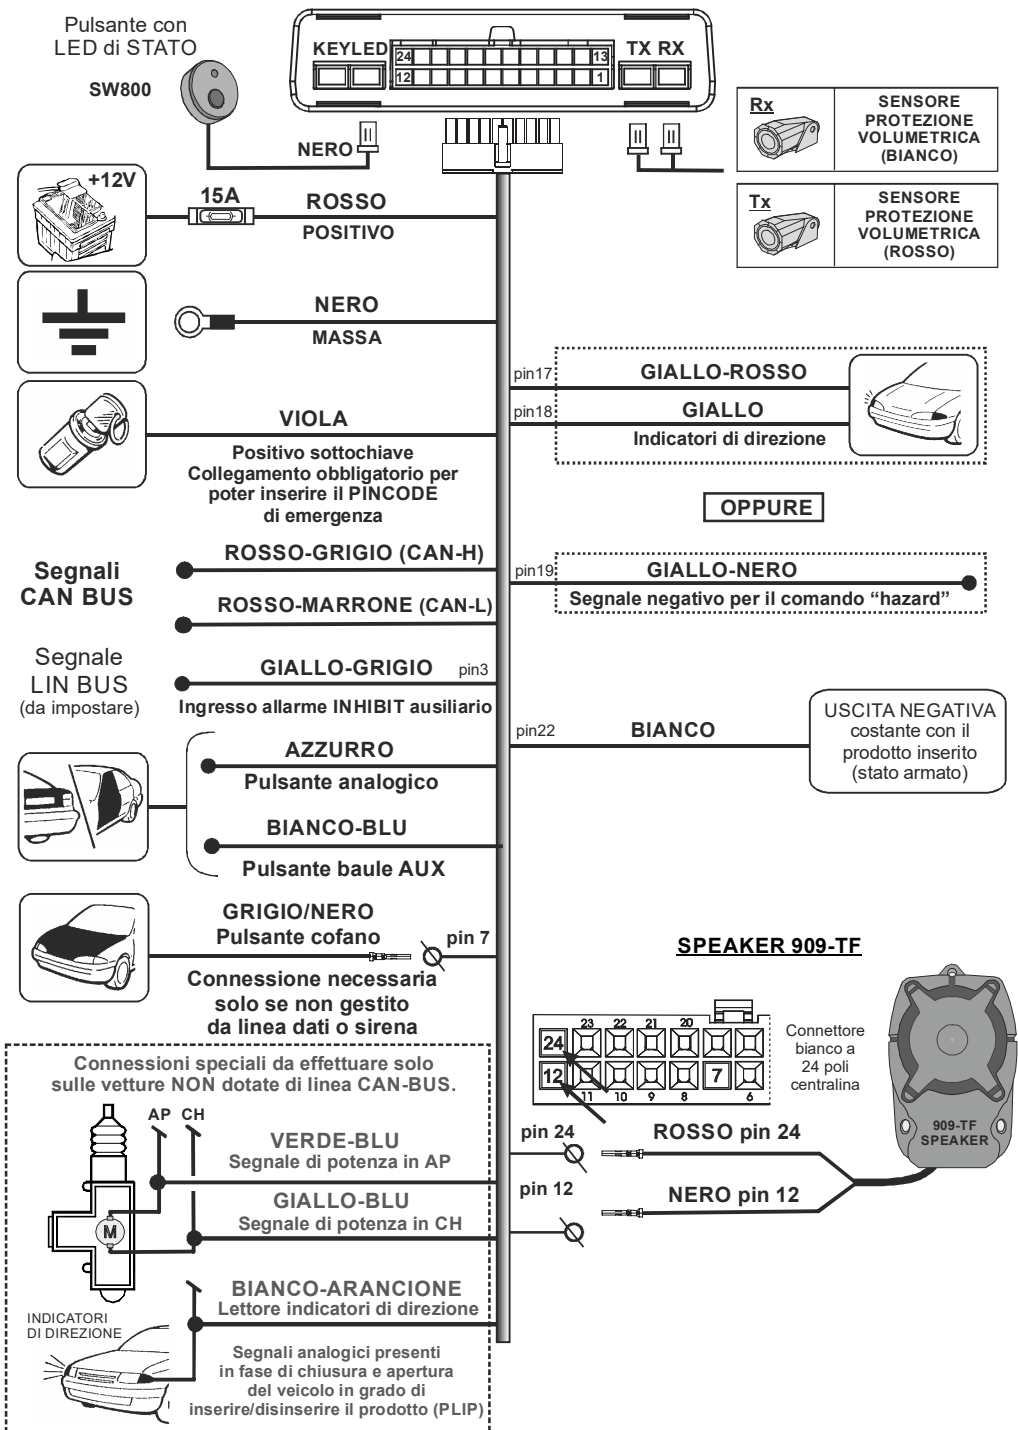 Pulsante con
LED di STATO
SW800
NERO
KEY LED
24
13
12
1
TX RX
Rx
SENSORE
PROTEZIONE
VOLUMETRICA
(BIANCO)
Tx
SENSORE
PROTEZIONE
VOLUMETRICA
(ROSSO)
+12V
15A
ROSSO
POSITIVO
NERO
MASSA
VIOLA
Positivo sottochiave
Collegamento obbligatorio per
poter inserire il PINCODE
di emergenza
pin17
GIALLO-ROSSO
pin18
GIALLO
Indicatori di direzione
OPPURE
pin19
GIALLO-NERO
Segnale negativo per il comando “hazard”
Segnali
CAN BUS
ROSSO-GRIGIO (CAN-H)
ROSSO-MARRONE (CAN-L)
Segnale
LIN BUS
(da impostare)
GIALLO-GRIGIO pin3
Ingresso allarme INHIBIT ausiliario
pin22
BIANCO
USCITA NEGATIVA
costante con il
prodotto inserito
(stato armato)
AZZURRO
Pulsante analogico
BIANCO-BLU
Pulsante baule AUX
GRIGIO/NERO
Pulsante cofano
pin 7
Connessione necessaria
solo se non gestito
da linea dati o sirena
SPEAKER 909-TF
23 22 21 20
24
12
7
11 10 9 8 6
Connettore
bianco a
24 poli
centralina
909-TF
SPEAKER
pin 24
ROSSO pin 24
pin 12
NERO pin 12
Connessioni speciali da effettuare solo
sulle vetture NON dotate di linea CAN-BUS.
AP CH
VERDE-BLU
Segnale di potenza in AP
GIALLO-BLU
Segnale di potenza in CH
M
BIANCO-ARANCIONE
Lettore indicatori di direzione
INDICATORI
DI DIREZIONE
Segnali analogici presenti
in fase di chiusura e apertura
del veicolo in grado di
inserire/disinserire il prodotto (PLIP)